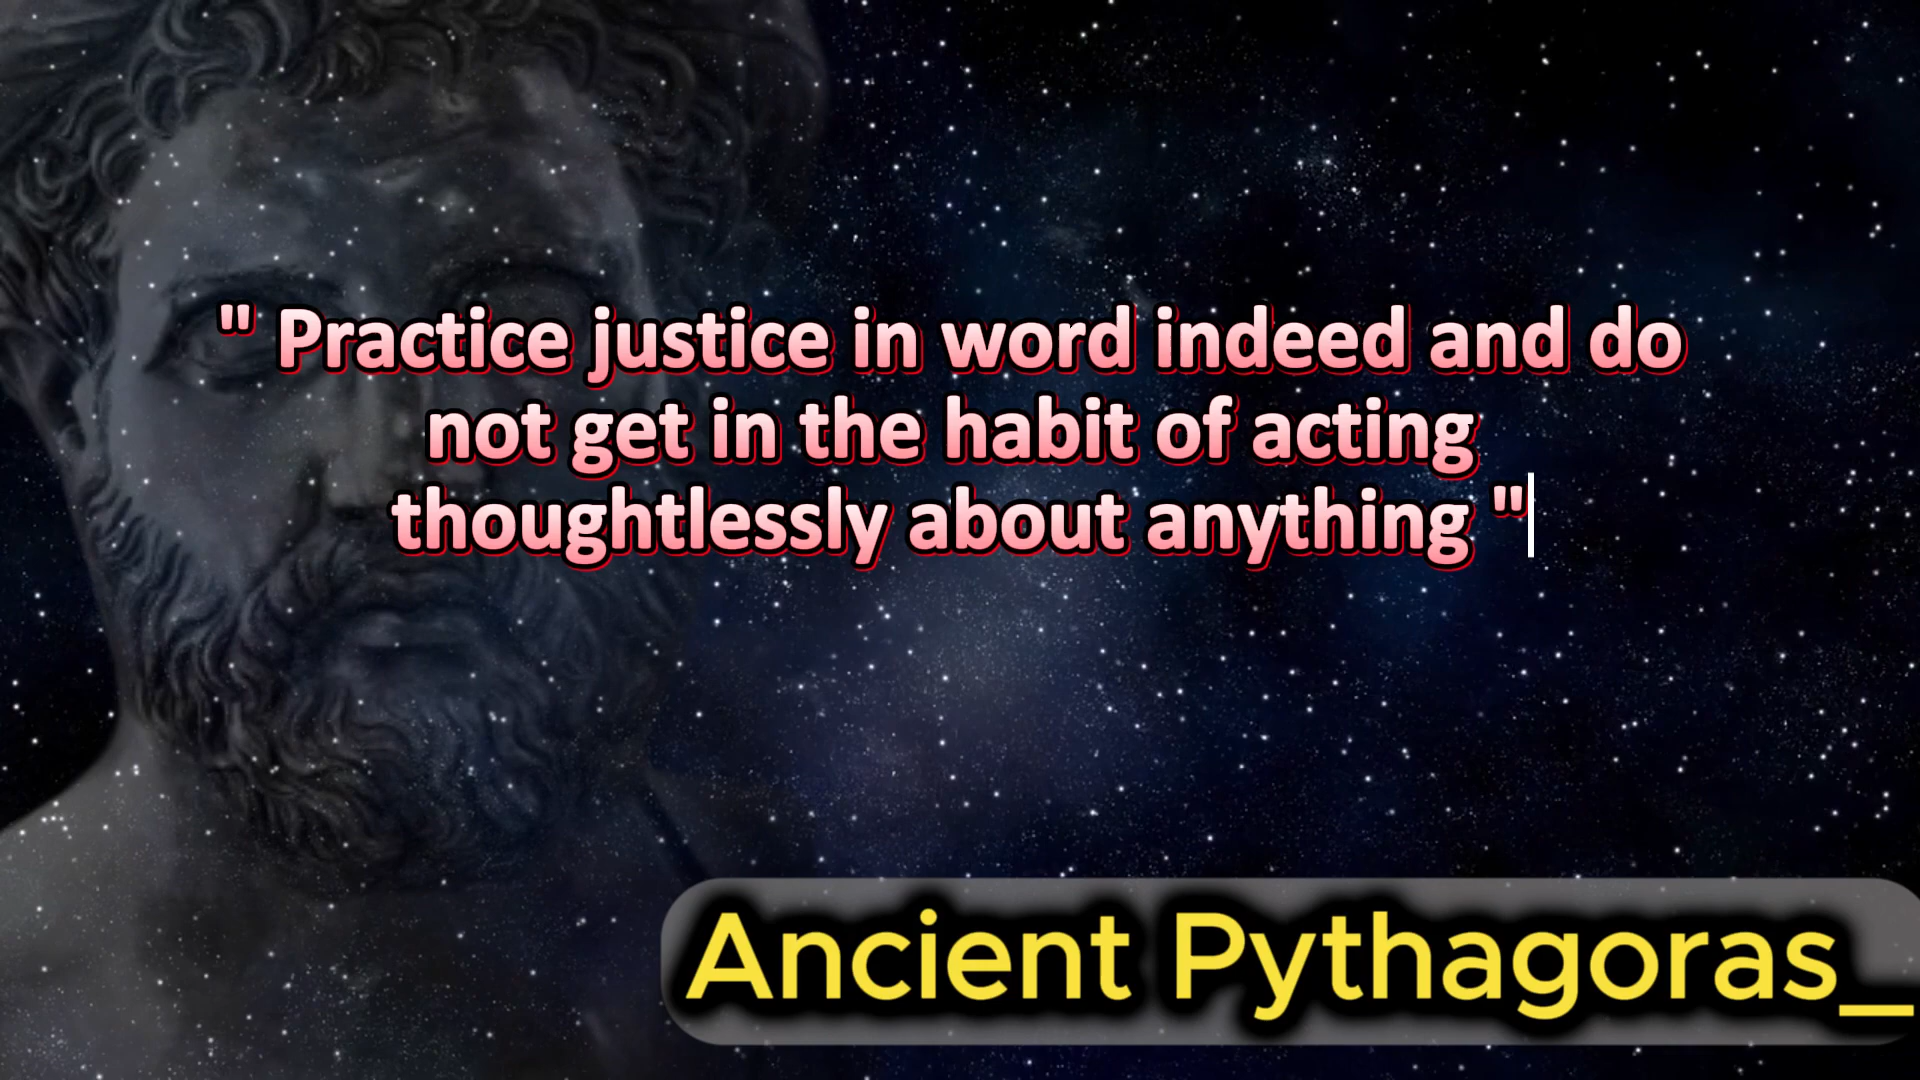 " Practice justice in word indeed and do
not get in the habit of acting
thoughtlessly about anything "
Ancient Pythagoras_